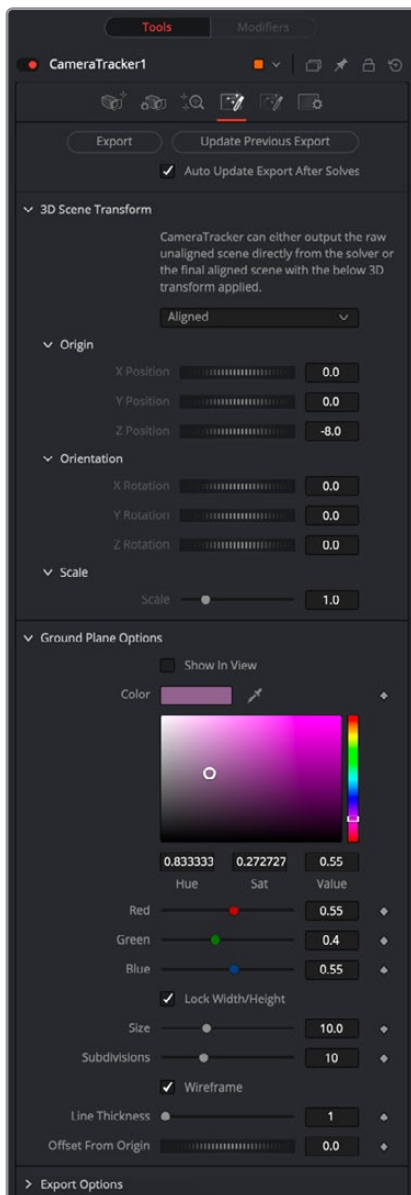 Tools Modifiers
CameraTracker1
Export Update Previous Export
Auto Update Export After Solves
3D Scene Transform
CameraTracker can either output the raw
unaligned scene directly from the solver or
the final aligned scene with the below 3D
transform applied.
Aligned
Origin
X Position 0.0
Y Position 0.0
Z Position -8.0
Orientation
X Rotation 0.0
Y Rotation 0.0
Z Rotation 0.0
Scale
Scale 1.0
Ground Plane Options
Show In View
Color
0.833333 0.272727 0.55
Hue Sat Value
Red 0.55
Green 0.4
Blue 0.55
Lock Width/Height
Size 10.0
Subdivisions 10
Wireframe
Line Thickness 1
Offset From Origin 0.0
Export Options